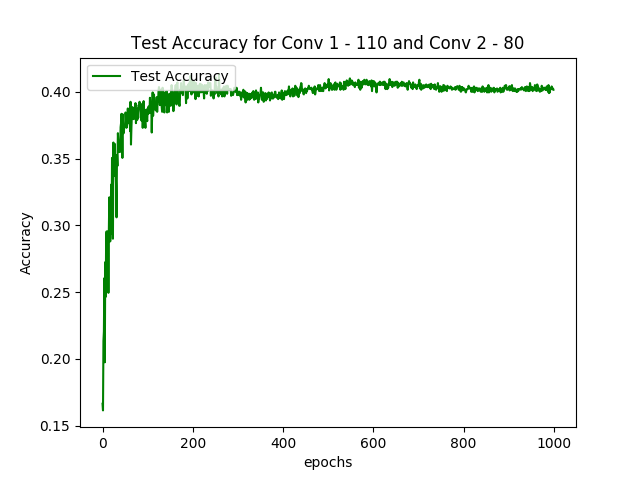 Test Accuracy for Conv 1 - 110 and Conv 2 - 80
Test Accuracy
0.40
0.35
0.30
0.25
0.20
0.15
Accuracy
0 200 400 600 800 1000
epochs